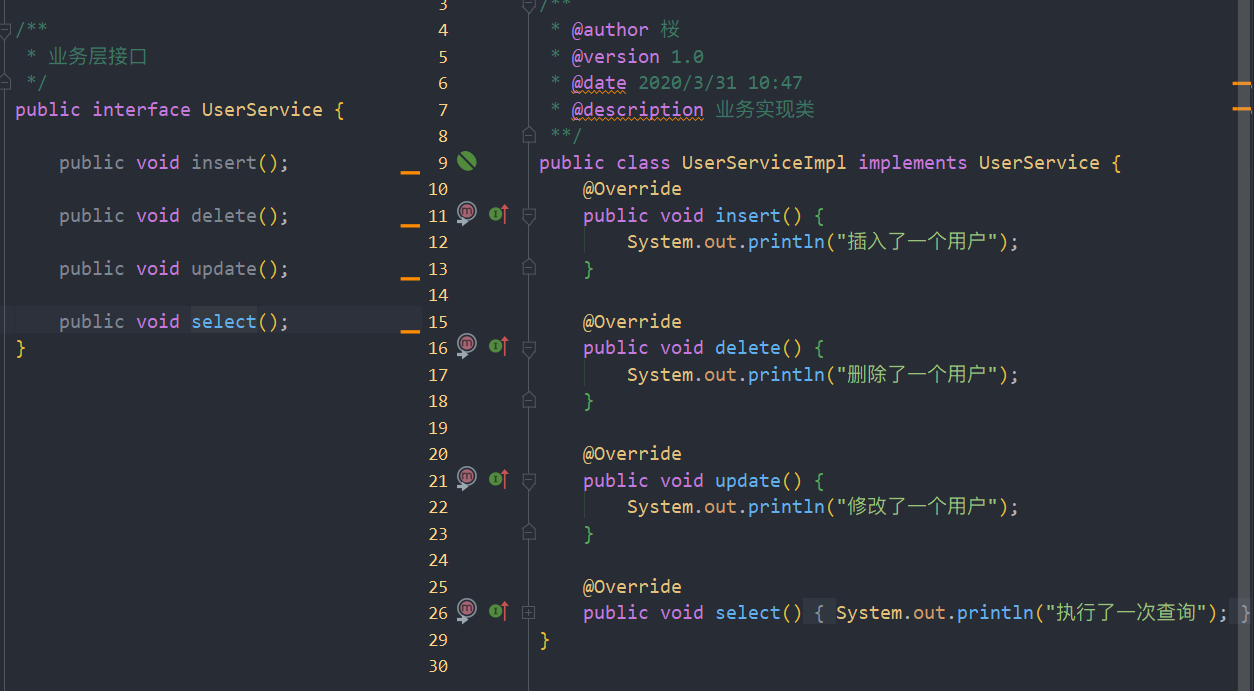 /**
 * 业务层接口
 */
public interface UserService {
    public void insert();
    public void delete();
    public void update();
    public void select();
}
3 /**
4  * @author 桜
5  * @version 1.0
6  * @date 2020/3/31 10:47
7  * @description 业务实现类
8  **/
9 public class UserServiceImpl implements UserService {
10     @Override
11     public void insert() {
12         System.out.println("插入了一个用户");
13     }
14
15     @Override
16     public void delete() {
17         System.out.println("删除了一个用户");
18     }
19
20     @Override
21     public void update() {
22         System.out.println("修改了一个用户");
23     }
24
25     @Override
26     public void select() { System.out.println("执行了一次查询"); }
29 }
30